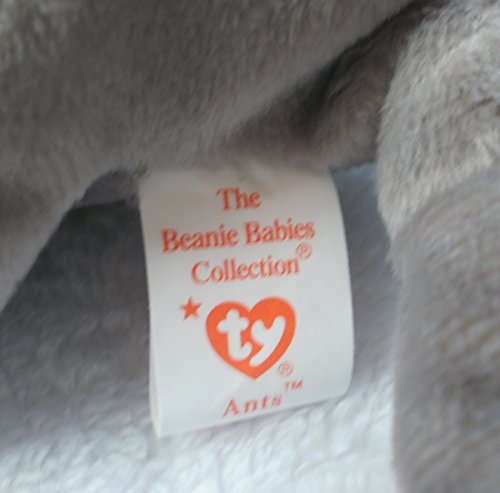 The
Beanie Babies
Collection®
★ ty ®
Ants™